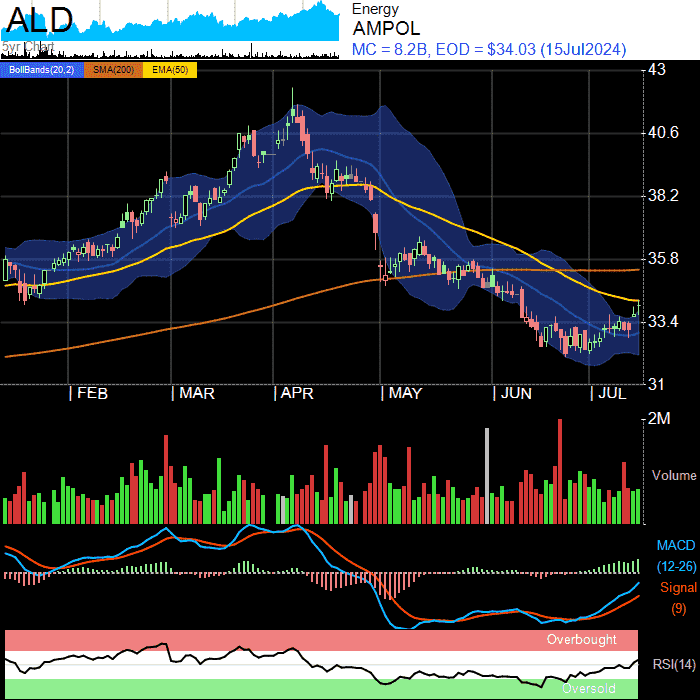 ALD
5yr Chart
Energy
AMPOL
MC = 8.2B, EOD = $34.03 (15Jul2024)
BollBands(20,2) SMA(200) EMA(50)
43
40.6
38.2
35.8
33.4
31
| FEB | MAR | APR | MAY | JUN | JUL
2M
Volume
MACD
(12-26)
Signal
(9)
Overbought
RSI(14)
Oversold